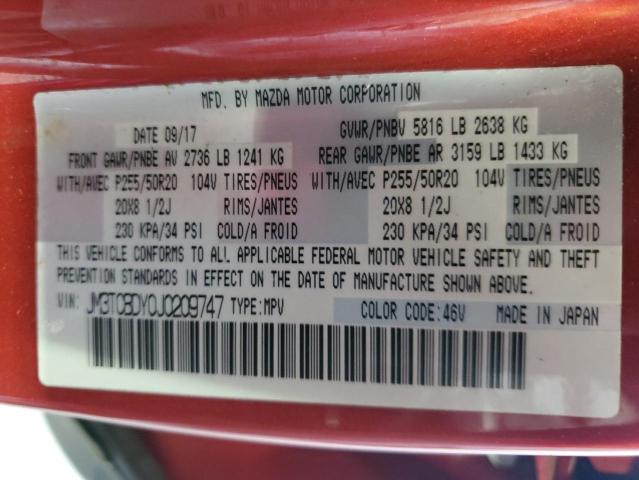 MFD. BY MAZDA MOTOR CORPORATION
DATE 09/17 GVWR/PNBV 5816 LB 2638 KG
FRONT GAWR/PNBE AV 2736 LB 1241 KG REAR GAWR/PNBE AR 3159 LB 1433 KG
WITH/AVEC P255/50R20 104V TIRES/PNEUS WITH/AVEC P255/50R20 104V TIRES/PNEUS
20X8 1/2J RIMS/JANTES 20X8 1/2J RIMS/JANTES
230 KPA/34 PSI COLD/A FROID 230 KPA/34 PSI COLD/A FROID
THIS VEHICLE CONFORMS TO ALL APPLICABLE FEDERAL MOTOR VEHICLE SAFETY AND THEFT
PREVENTION STANDARDS IN EFFECT ON THE DATE OF MANUFACTURE SHOWN ABOVE.
VIN: JM3TCBDY0J0209747 TYPE:MPV COLOR CODE:46V MADE IN JAPAN